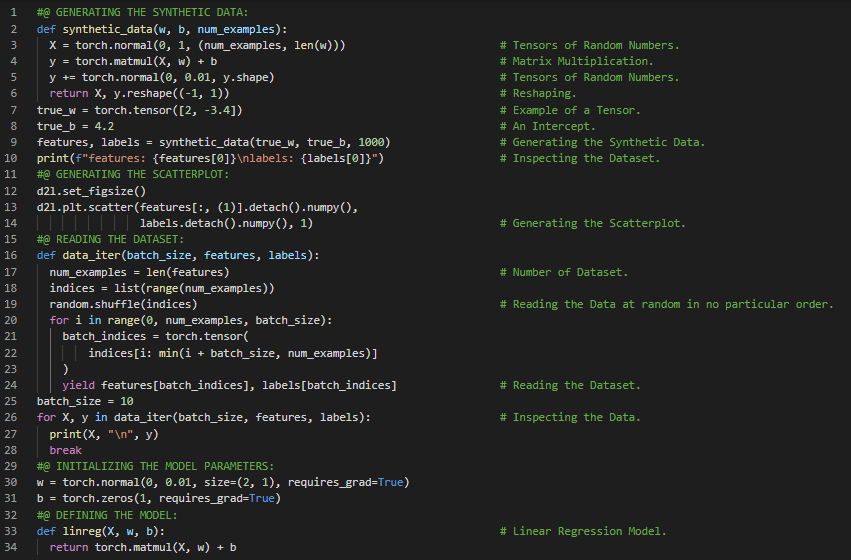 1 #@ GENERATING THE SYNTHETIC DATA:
2 def synthetic_data(w, b, num_examples):
3   X = torch.normal(0, 1, (num_examples, len(w)))                        # Tensors of Random Numbers.
4   y = torch.matmul(X, w) + b                                            # Matrix Multiplication.
5   y += torch.normal(0, 0.01, y.shape)                                   # Tensors of Random Numbers.
6   return X, y.reshape((-1, 1))                                          # Reshaping.
7 true_w = torch.tensor([2, -3.4])                                        # Example of a Tensor.
8 true_b = 4.2                                                            # An Intercept.
9 features, labels = synthetic_data(true_w, true_b, 1000)                 # Generating the Synthetic Data.
10 print(f"features: {features[0]}\nlabels: {labels[0]}")                  # Inspecting the Dataset.
11 #@ GENERATING THE SCATTERPLOT:
12 d2l.set_figsize()
13 d2l.plt.scatter(features[:, (1)].detach().numpy(),
14                 labels.detach().numpy(), 1)                             # Generating the Scatterplot.
15 #@ READING THE DATASET:
16 def data_iter(batch_size, features, labels):
17   num_examples = len(features)                                          # Number of Dataset.
18   indices = list(range(num_examples))
19   random.shuffle(indices)                                               # Reading the Data at random in no particular order.
20   for i in range(0, num_examples, batch_size):
21     batch_indices = torch.tensor(
22         indices[i: min(i + batch_size, num_examples)]
23     )
24     yield features[batch_indices], labels[batch_indices]                # Reading the Dataset.
25 batch_size = 10
26 for X, y in data_iter(batch_size, features, labels):                    # Inspecting the Data.
27   print(X, "\n", y)
28   break
29 #@ INITIALIZING THE MODEL PARAMETERS:
30 w = torch.normal(0, 0.01, size=(2, 1), requires_grad=True)
31 b = torch.zeros(1, requires_grad=True)
32 #@ DEFINING THE MODEL:
33 def linreg(X, w, b):                                                    # Linear Regression Model.
34   return torch.matmul(X, w) + b